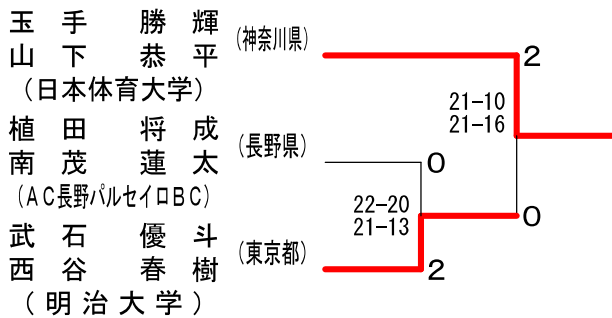 玉手 勝輝
山下 恭平
(日本体育大学)
(神奈川県)
2
21-10
21-16
植田 将成
南茂 蓮太
(AC長野パルセイロBC)
(長野県)
0
22-20
21-13
0
武石 優斗
西谷 春樹
(明治大学)
(東京都)
2